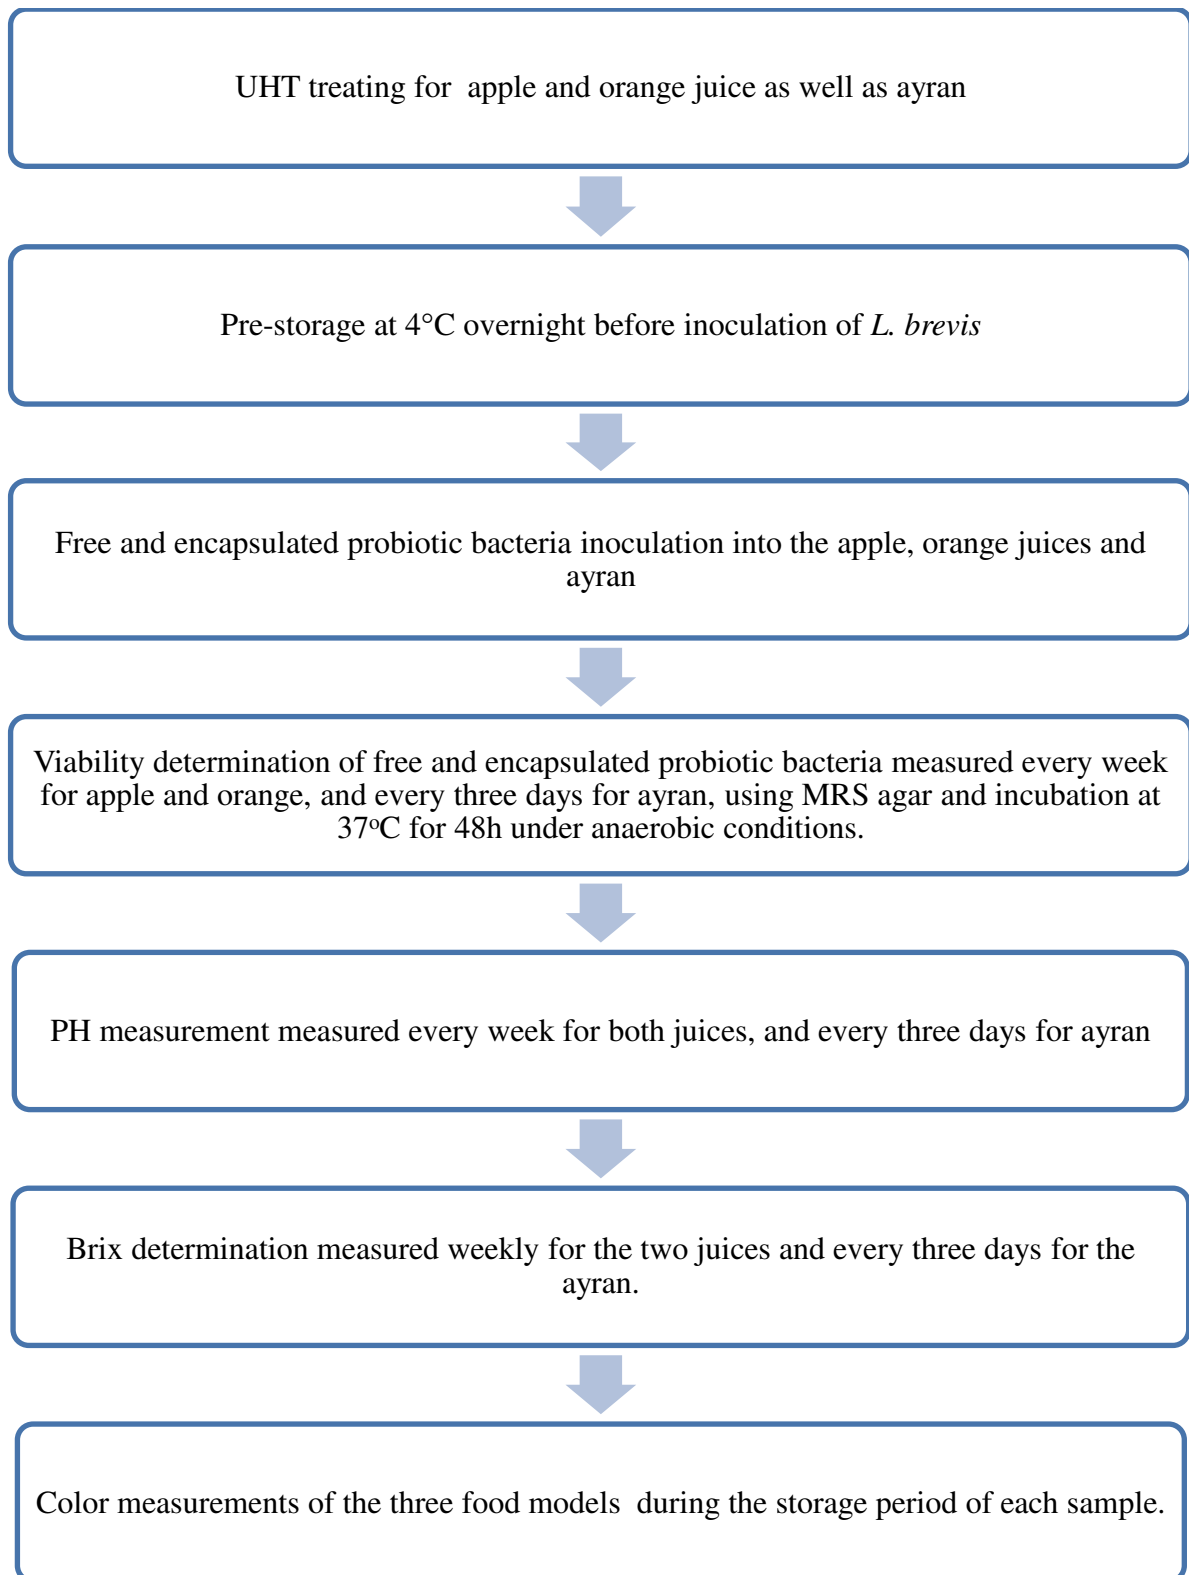 UHT treating for  apple and orange juice as well as ayran
Pre-storage at 4°C overnight before inoculation of L. brevis
Free and encapsulated probiotic bacteria inoculation into the apple, orange juices and
ayran
Viability determination of free and encapsulated probiotic bacteria measured every week
for apple and orange, and every three days for ayran, using MRS agar and incubation at
37ºC for 48h under anaerobic conditions.
PH measurement measured every week for both juices, and every three days for ayran
Brix determination measured weekly for the two juices and every three days for the
ayran.
Color measurements of the three food models  during the storage period of each sample.